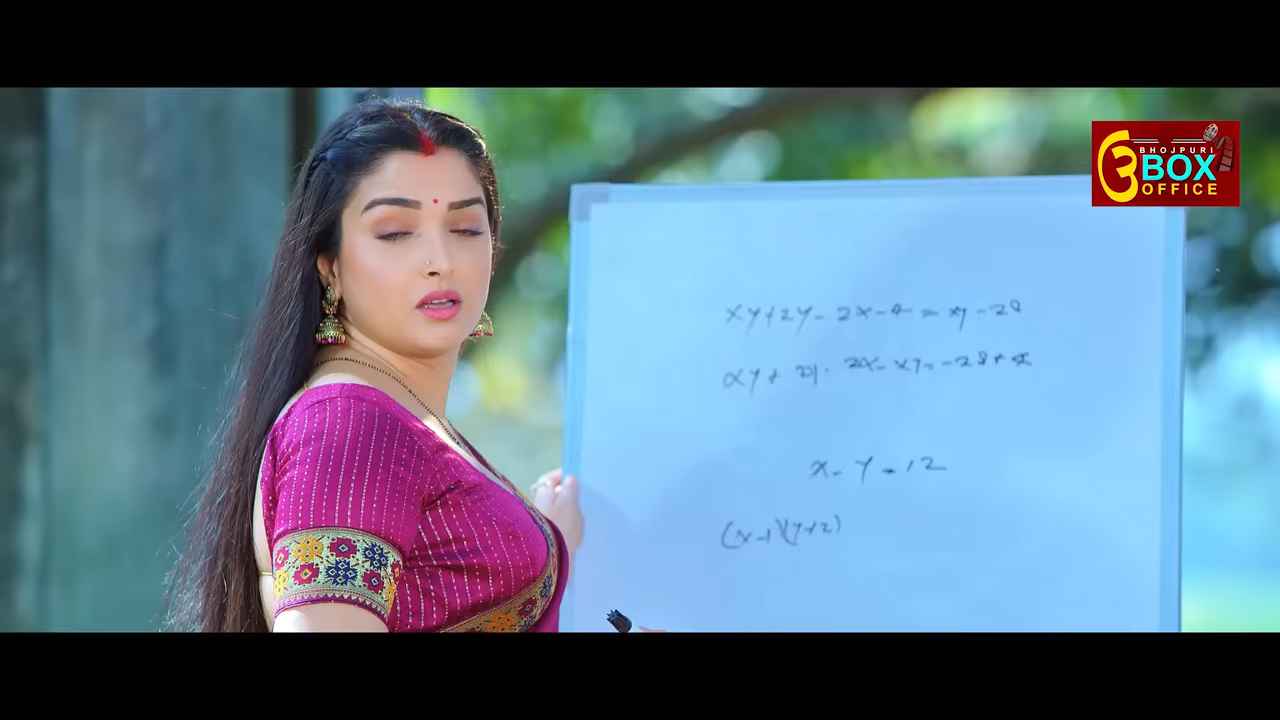 BHOJPURI
BOX
OFFICE
xy+2y-2x-4=xy-28
xy+2y-2x-xy=-28+4
x-y=12
(x-1)(y+2)